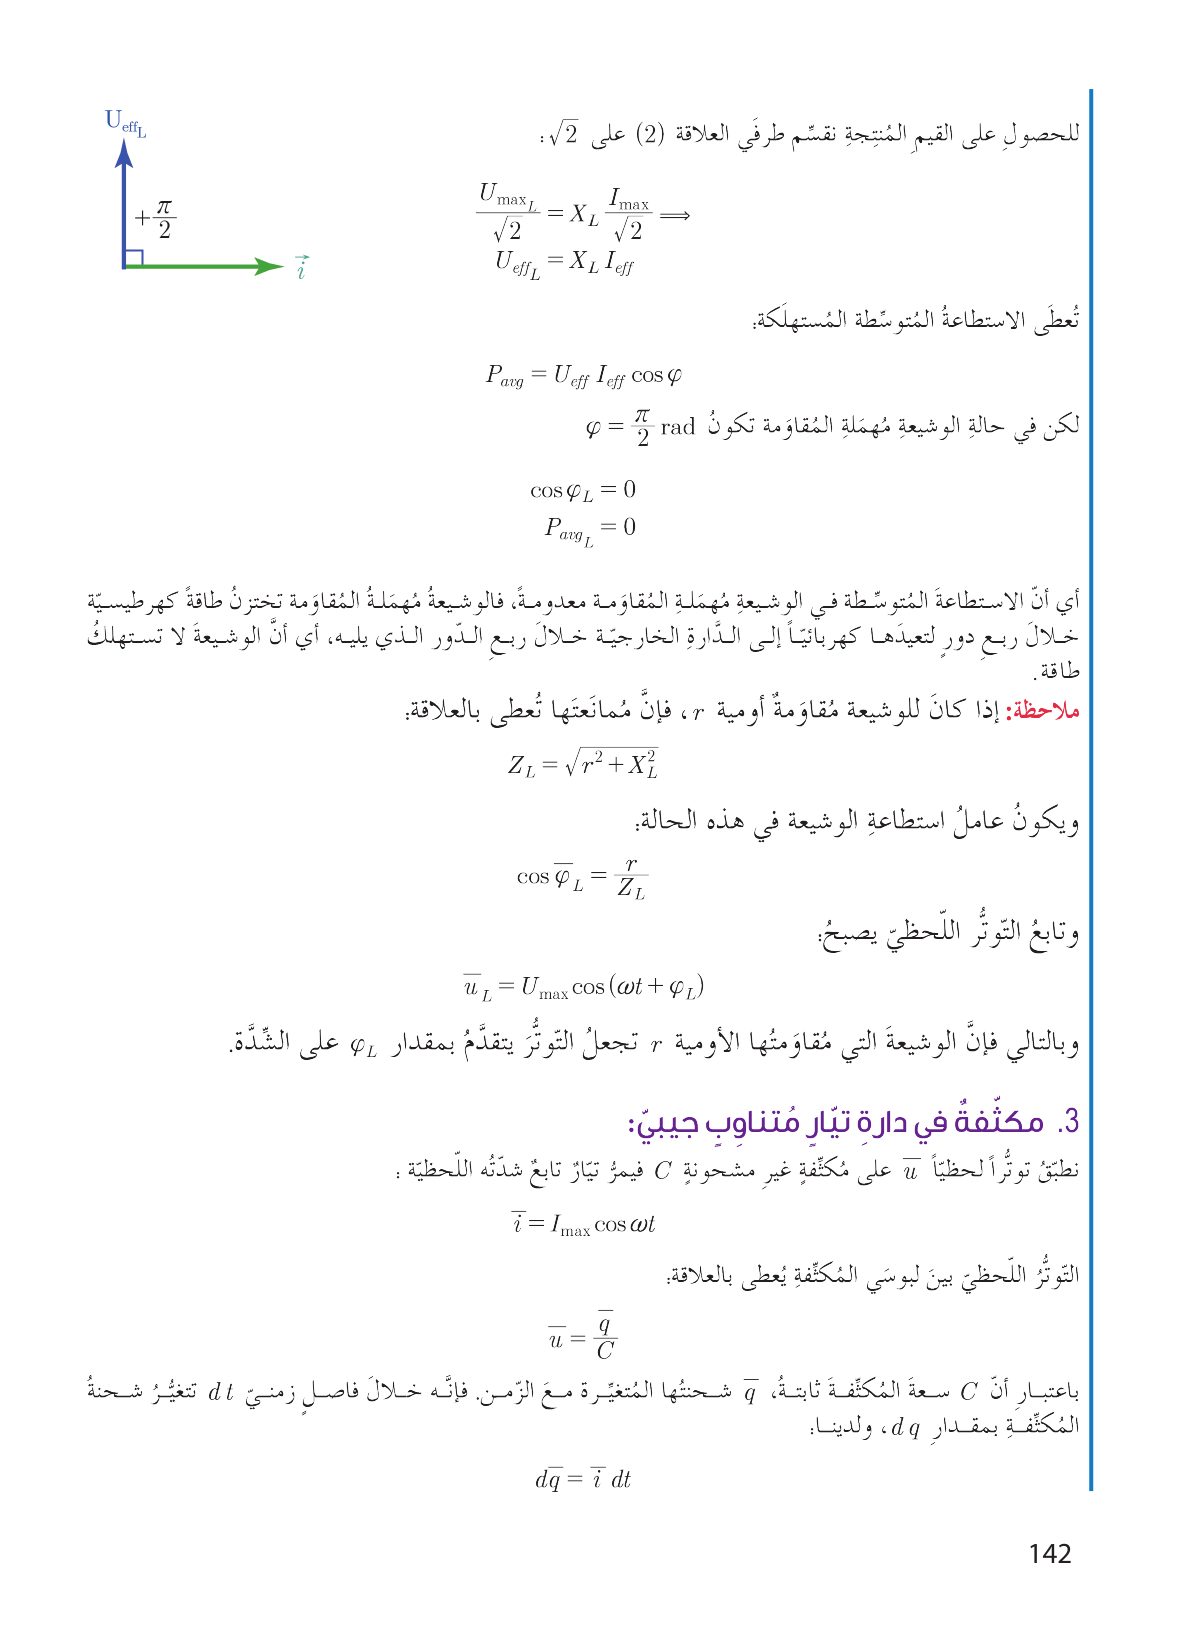 للحصولِ على القيمِ المُنتِجةِ نقسِّم طرفَي العلاقة (2) على √2 :
U_eff_L
+π/2
i⃗
U_max_L/√2 = X_L I_max/√2 ⟹
U_eff_L = X_L I_eff
تُعطَى الاستطاعةُ المُتوسِّطة المُستهلَكة:
P_avg = U_eff I_eff cos φ
لكن في حالةِ الوشيعةِ مُهمَلةِ المُقاوَمة تكونُ φ = π/2 rad
cos φ_L = 0
P_avg_L = 0
أي أنّ الاستطاعةَ المُتوسِّطة في الوشيعةِ مُهمَلةِ المُقاوَمة معدومةً، فالوشيعةُ مُهمَلةُ المُقاوَمة تختزنُ طاقةً كهرطيسيّة
خلالَ ربعِ دورٍ لتعيدَها كهربائيّاً إلى الدَّارةِ الخارجيّة خلالَ ربعِ الدّور الذي يليه، أي أنَّ الوشيعةَ لا تستهلكُ
طاقة.
ملاحظة: إذا كانَ للوشيعة مُقاوَمةٌ أومية r ، فإنَّ مُمانَعتَها تُعطى بالعلاقة:
Z_L = √(r² + X_L²)
ويكونُ عاملُ استطاعةِ الوشيعة في هذه الحالة:
cos φ̅_L = r/Z_L
وتابعُ التّوتُّر اللّحظيّ يصبحُ:
u̅_L = U_max cos(ωt + φ_L)
وبالتالي فإنَّ الوشيعةَ التي مُقاوَمتُها الأومية r تجعلُ التّوتُّرَ يتقدَّمُ بمقدار φ_L على الشِّدَّة.
3. مكثّفةٌ في دارةِ تيّارٍ مُتناوِبٍ جيبيّ:
نطبّقُ توتُّراً لحظيّاً u̅ على مُكثِّفةٍ غيرِ مشحونةٍ C فيمرُّ تيّارٌ تابعُ شدّتُه اللّحظيّة :
i̅ = I_max cos ωt
التّوتُّرُ اللّحظيّ بينَ لبوسَي المُكثِّفةِ يُعطى بالعلاقة:
u̅ = q̅/C
باعتبارِ أنّ C سعةَ المُكثِّفةَ ثابتةُ، q̅ شحنتُها المُتغيِّرة معَ الزّمن. فإنَّه خلالَ فاصلٍ زمنيّ dt تتغيَّرُ شحنةُ
المُكثِّفةِ بمقدارِ dq ، ولدينا:
dq̅ = i̅ dt
142